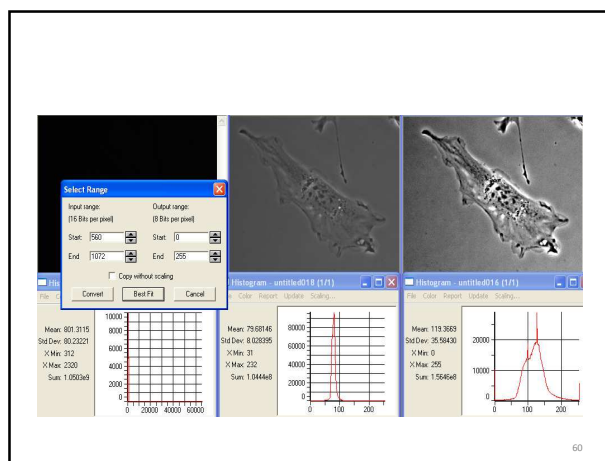 Select Range
Input range:
(16 Bits per pixel)
Output range:
(8 Bits per pixel)
Start: 560
Start 0
End 1072
End 255
Copy without scaling
Convert
Best Fit
Cancel
His
File C
Mean: 801.3115
Std Dev: 80.23221
X Min: 312
X Max: 2320
Sum: 1.0503e9
10000
8000
6000
4000
2000
0
0 20000 40000 60000
Histogram - untitled018 (1/1)
Color Report Update Scaling...
Mean: 79.68146
Std Dev: 8.028395
X Min: 31
X Max: 232
Sum: 1.0444e8
80000
60000
40000
20000
0
0 100 200
Histogram - untitled016 (1/1)
File Color Report Update Scaling...
Mean: 119.3669
Std Dev: 35.58430
X Min: 0
X Max: 255
Sum: 1.5646e8
20000
10000
0
0 100 200
60